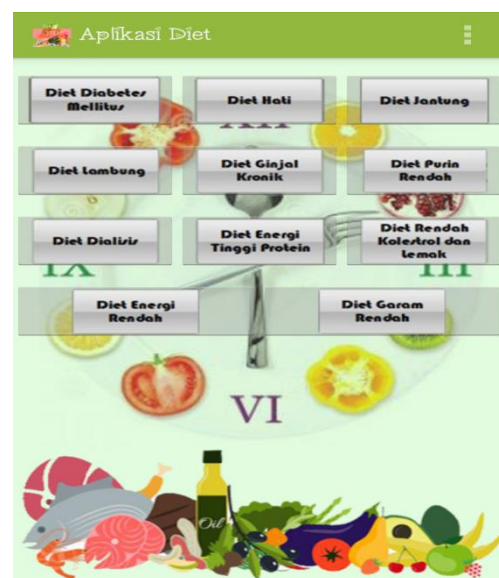 Aplikasi Diet
Diet Diabetes
Mellitus
Diet Hati
Diet Jantung
XII
Diet Lambung
Diet Ginjal
Kronik
Diet Purin
Rendah
Diet Dialisis
Diet Energi
Tinggi Protein
Diet Rendah
Kolestrol dan
Lemak
IX
III
Diet Energi
Rendah
Diet Garam
Rendah
VI
Oil